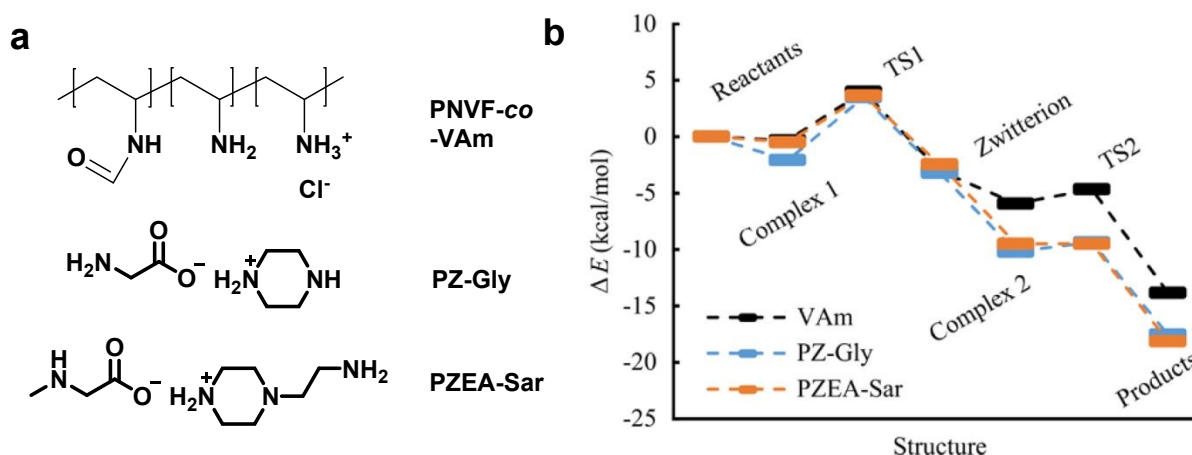 a
O
NH
NH2
NH3+
Cl-
PNVF-co
-VAm
H2N
O
O-
H2N+
NH
PZ-Gly
H
N
O
O-
H2N+
N
NH2
PZEA-Sar
b
10
5
0
-5
-10
-15
-20
-25
ΔE (kcal/mol)
Reactants
Complex 1
TS1
Zwitterion
Complex 2
TS2
Products
VAm
PZ-Gly
PZEA-Sar
Structure